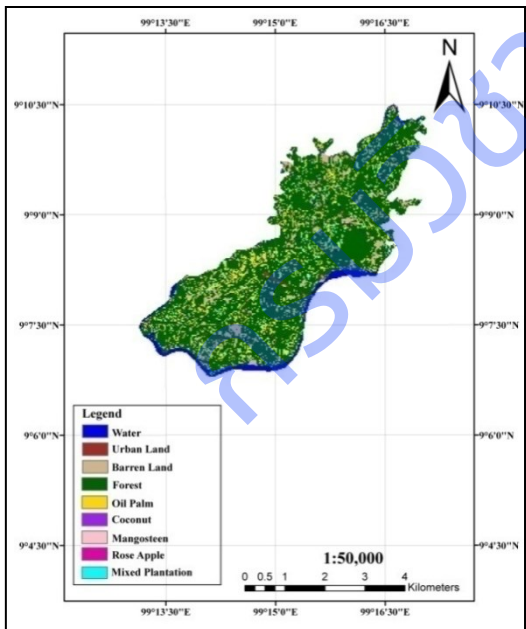 99°13'30"E 99°15'0"E 99°16'30"E
N
9°10'30"N 9°10'30"N
9°9'0"N 9°9'0"N
9°7'30"N 9°7'30"N
9°6'0"N 9°6'0"N
9°4'30"N 9°4'30"N
Legend
Water
Urban Land
Barren Land
Forest
Oil Palm
Coconut
Mangosteen
Rose Apple
Mixed Plantation
1:50,000
0 0.5 1 2 3 4
Kilometers
99°13'30"E 99°15'0"E 99°16'30"E